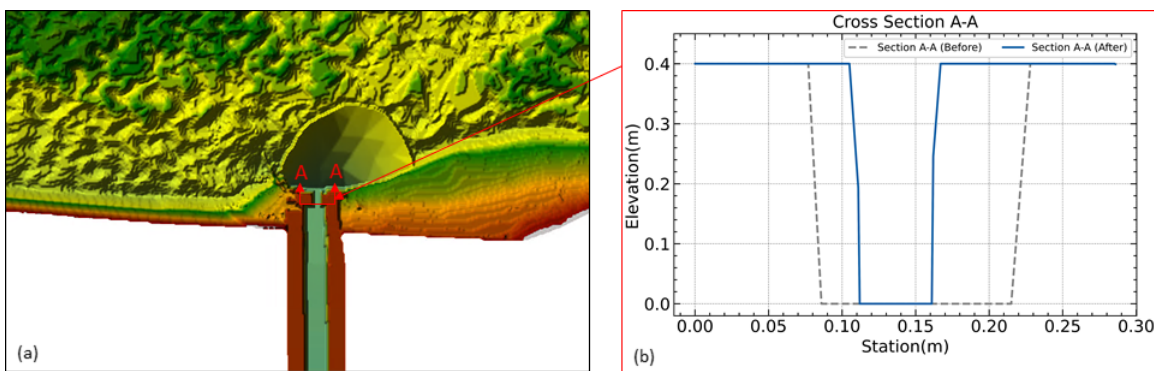 A A
(a)
Cross Section A-A
Section A-A (Before) Section A-A (After)
Elevation(m)
0.4
0.3
0.2
0.1
0.0
0.00 0.05 0.10 0.15 0.20 0.25 0.30
Station(m)
(b)